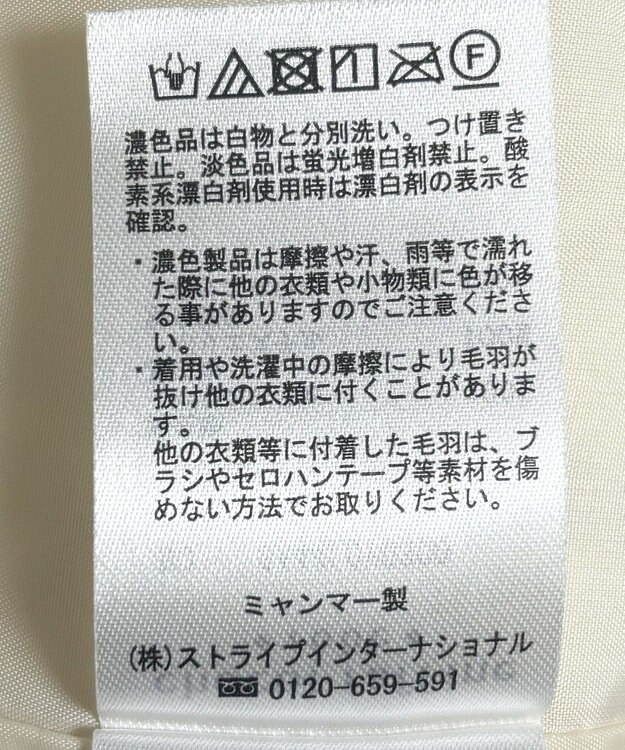 F
濃色品は白物と分別洗い。つけ置き
禁止。淡色品は蛍光増白剤禁止。酸
素系漂白剤使用時は漂白剤の表示を
確認。
・濃色製品は摩擦や汗、雨等で濡れ
た際に他の衣類や小物類に色が移
る事がありますのでご注意くださ
い。
・着用や洗濯中の摩擦により毛羽が
抜け他の衣類に付くことがありま
す。
他の衣類等に付着した毛羽は、ブ
ラシやセロハンテープ等素材を傷
めない方法でお取りください。
ミャンマー製
(株)ストライプインターナショナル
0120-659-591